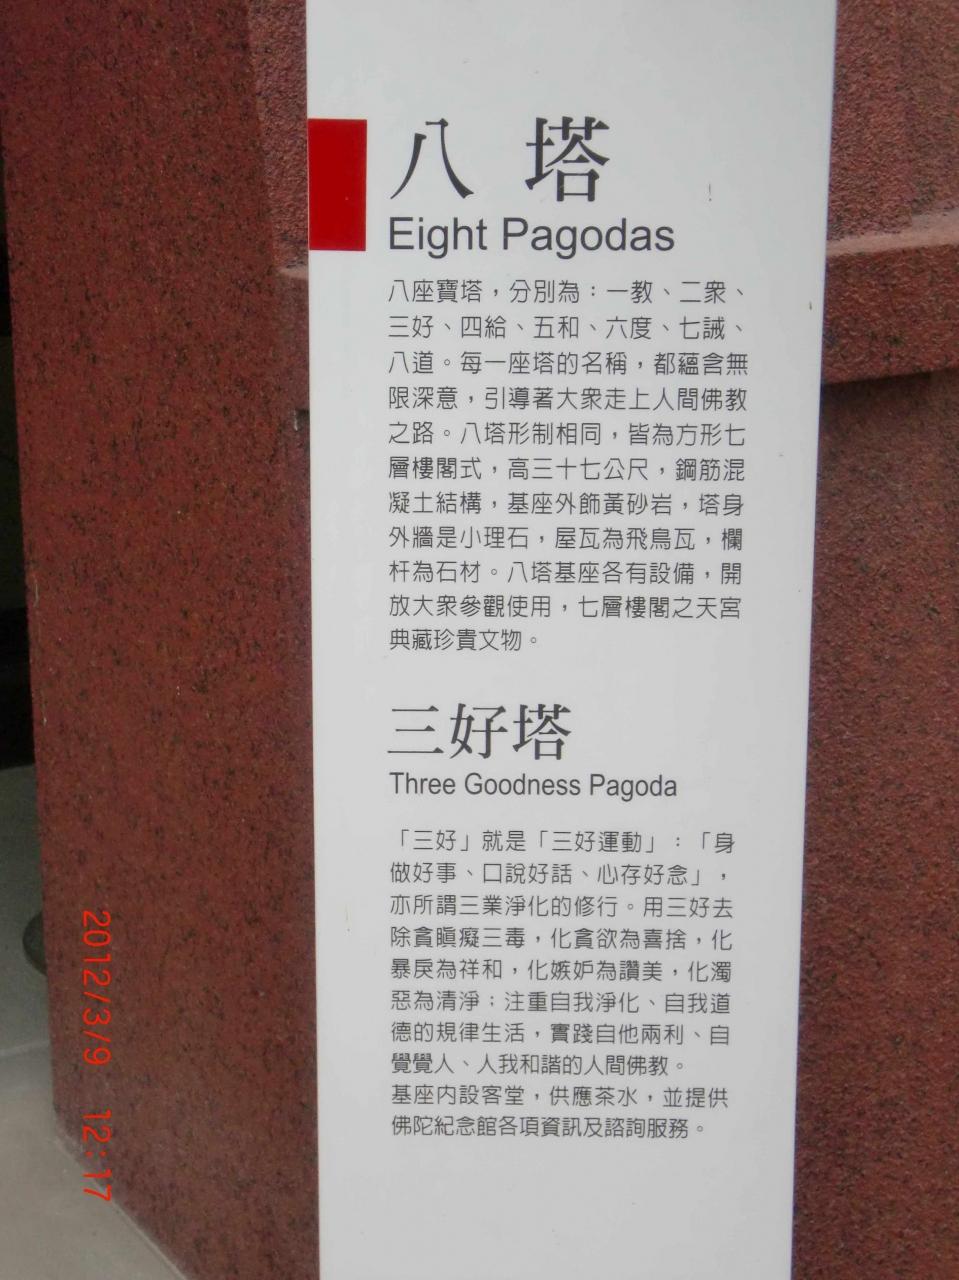 八塔
Eight Pagodas
八座寶塔，分別為：一教、二眾、
三好、四給、五和、六度、七誡、
八道。每一座塔的名稱，都蘊含無
限深意，引導著大眾走上人間佛教
之路。八塔形制相同，皆為方形七
層樓閣式，高三十七公尺，鋼筋混
凝土結構，基座外飾黃砂岩，塔身
外牆是小理石，屋瓦為飛鳥瓦，欄
杆為石材。八塔基座各有設備，開
放大眾參觀使用，七層樓閣之天宮
典藏珍貴文物。
三好塔
Three Goodness Pagoda
「三好」就是「三好運動」：「身
做好事、口說好話、心存好念」，
亦所謂三業淨化的修行。用三好去
除貪瞋癡三毒，化貪欲為喜捨，化
暴戾為祥和，化嫉妒為讚美，化濁
惡為清淨；注重自我淨化、自我道
德的規律生活，實踐自他兩利、自
覺覺人、人我和諧的人間佛教。
基座內設客堂，供應茶水，並提供
佛陀紀念館各項資訊及諮詢服務。
2012/3/9 12:17